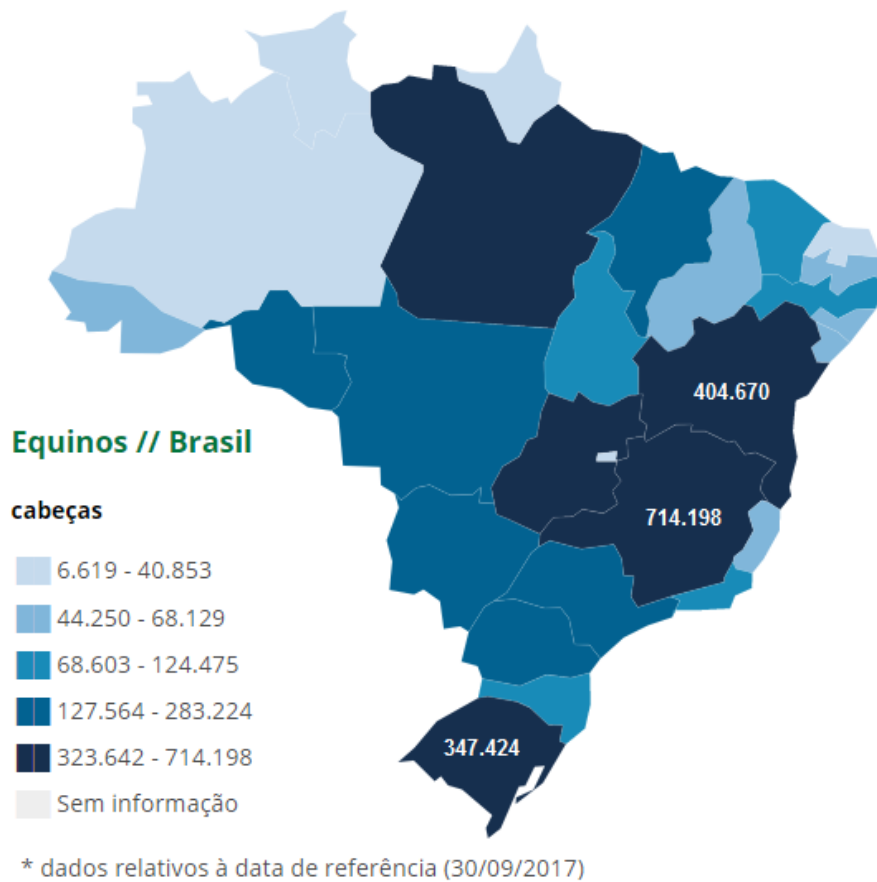 404.670
Equinos // Brasil
cabeças
714.198
6.619 - 40.853
44.250 - 68.129
68.603 - 124.475
127.564 - 283.224
347.424
323.642 - 714.198
Sem informação
* dados relativos à data de referência (30/09/2017)